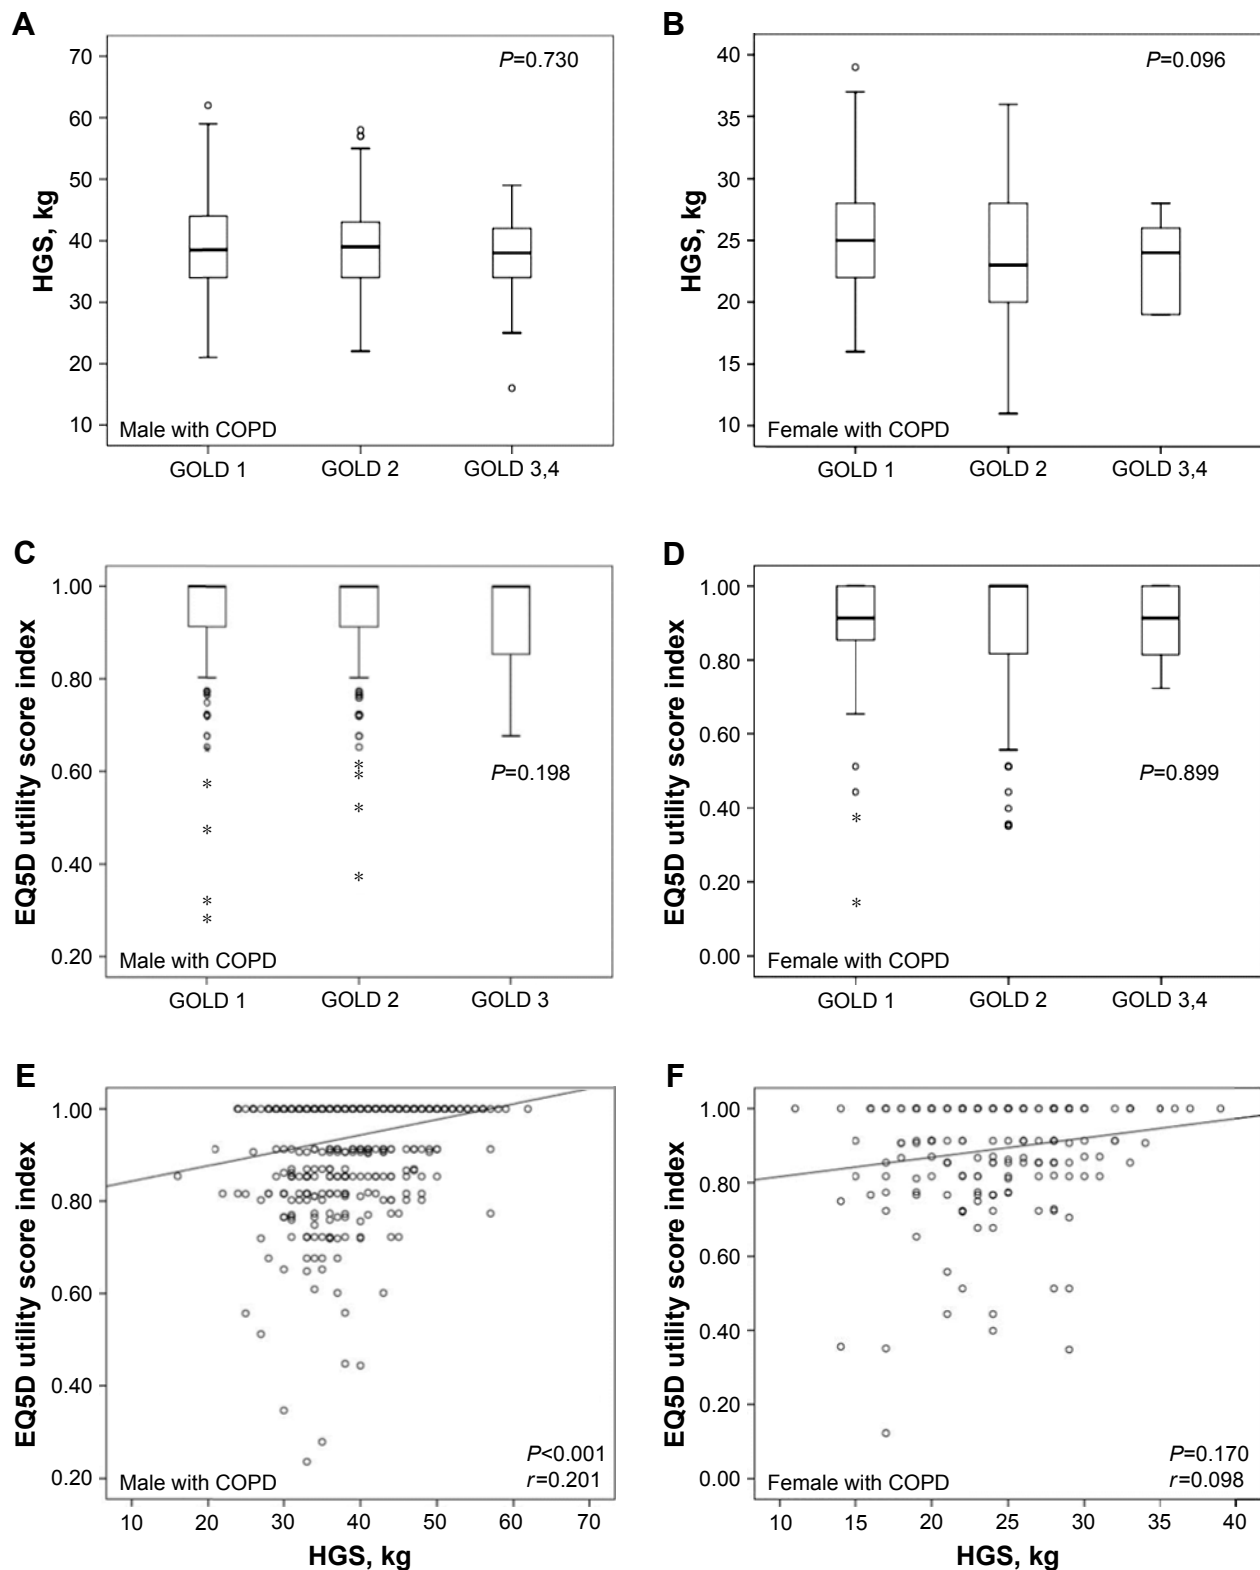 A
HGS, kg
70
60
50
40
30
20
10
P=0.730
Male with COPD
GOLD 1 GOLD 2 GOLD 3,4
B
HGS, kg
40
35
30
25
20
15
10
P=0.096
Female with COPD
GOLD 1 GOLD 2 GOLD 3,4
C
EQ5D utility score index
1.00
0.80
0.60
0.40
0.20
P=0.198
Male with COPD
GOLD 1 GOLD 2 GOLD 3
D
EQ5D utility score index
1.00
0.80
0.60
0.40
0.20
0.00
P=0.899
Female with COPD
GOLD 1 GOLD 2 GOLD 3,4
E
EQ5D utility score index
1.00
0.80
0.60
0.40
0.20
P<0.001
r=0.201
Male with COPD
10 20 30 40 50 60 70
HGS, kg
F
EQ5D utility score index
1.00
0.80
0.60
0.40
0.20
0.00
P=0.170
r=0.098
Female with COPD
10 15 20 25 30 35 40
HGS, kg